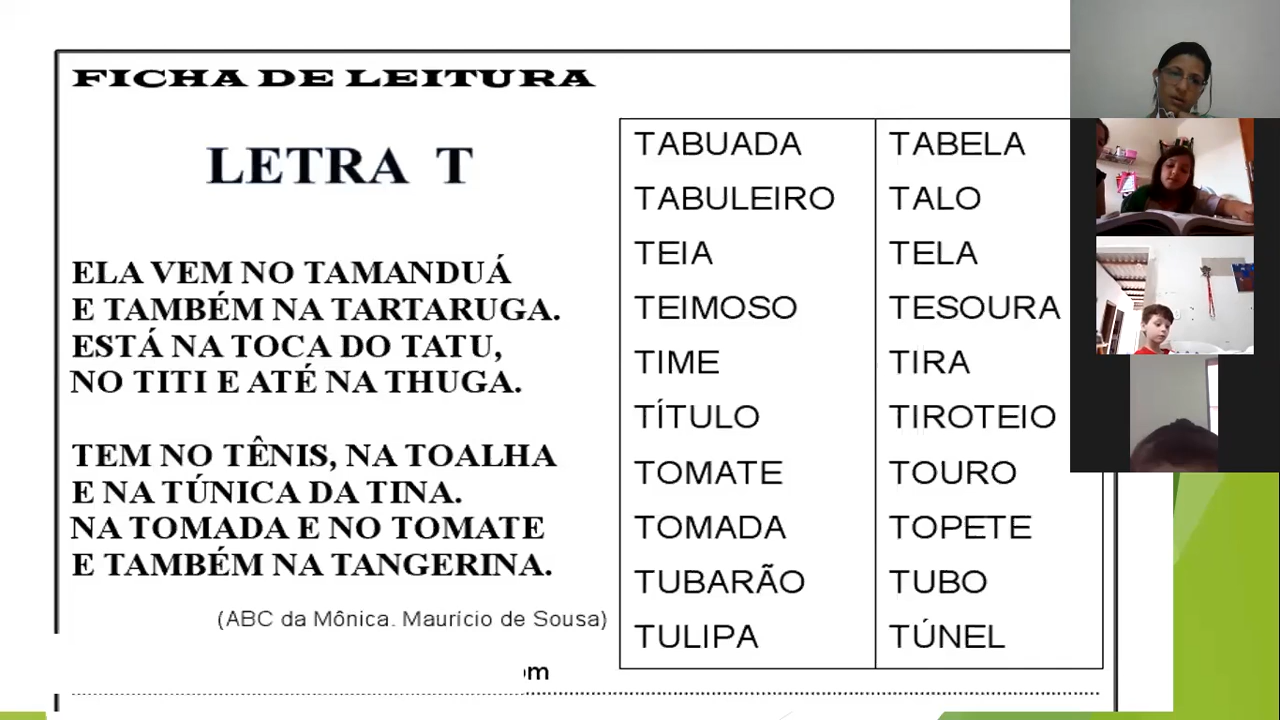 FICHA DE LEITURA
LETRA T
ELA VEM NO TAMANDUÁ
E TAMBÉM NA TARTARUGA.
ESTÁ NA TOCA DO TATU,
NO TITI E ATÉ NA THUGA.
TEM NO TÊNIS, NA TOALHA
E NA TÚNICA DA TINA.
NA TOMADA E NO TOMATE
E TAMBÉM NA TANGERINA.
(ABC da Mônica. Maurício de Sousa)
TABUADA TABELA
TABULEIRO TALO
TEIA TELA
TEIMOSO TESOURA
TIME TIRA
TÍTULO TIROTEIO
TOMATE TOURO
TOMADA TOPETE
TUBARÃO TUBO
TULIPA TÚNEL